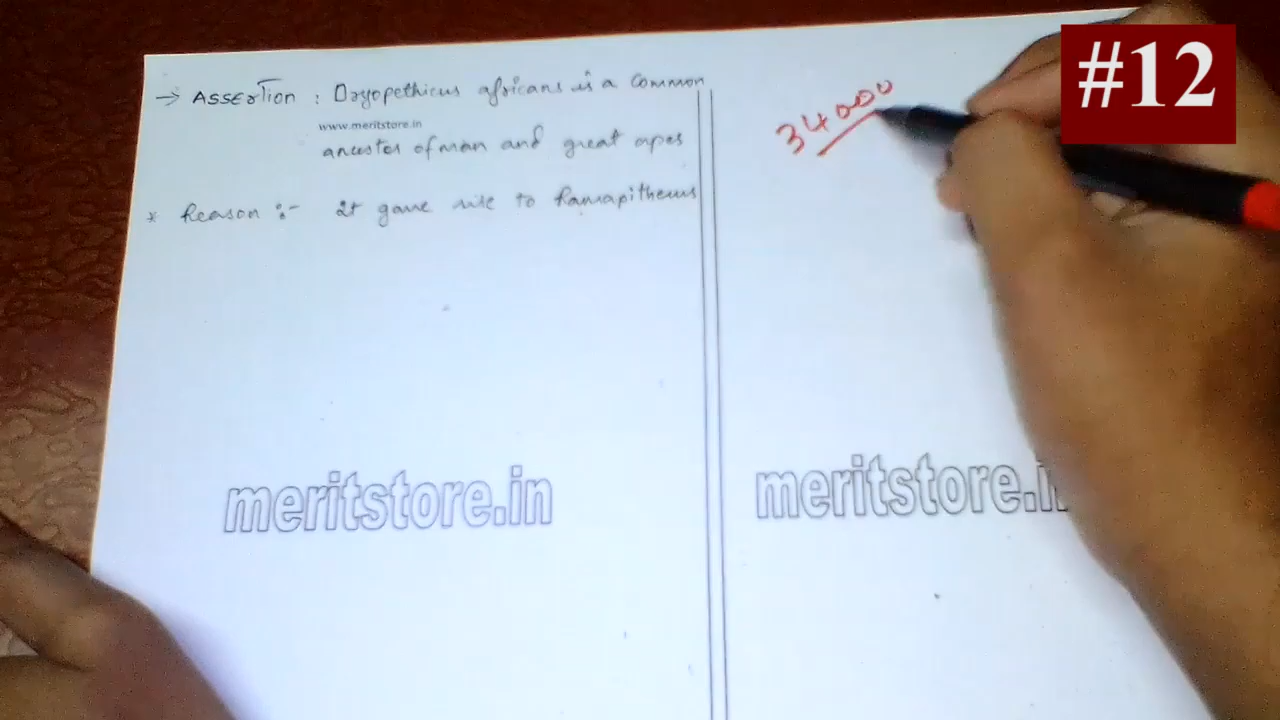 → ASSERTION : Dryopethicus africans is a Common
www.meritstore.in
ancestor of man and great apes
* Reason :- It gave rise to Ramapithems
34000
#12
meritstore.in
meritstore.in